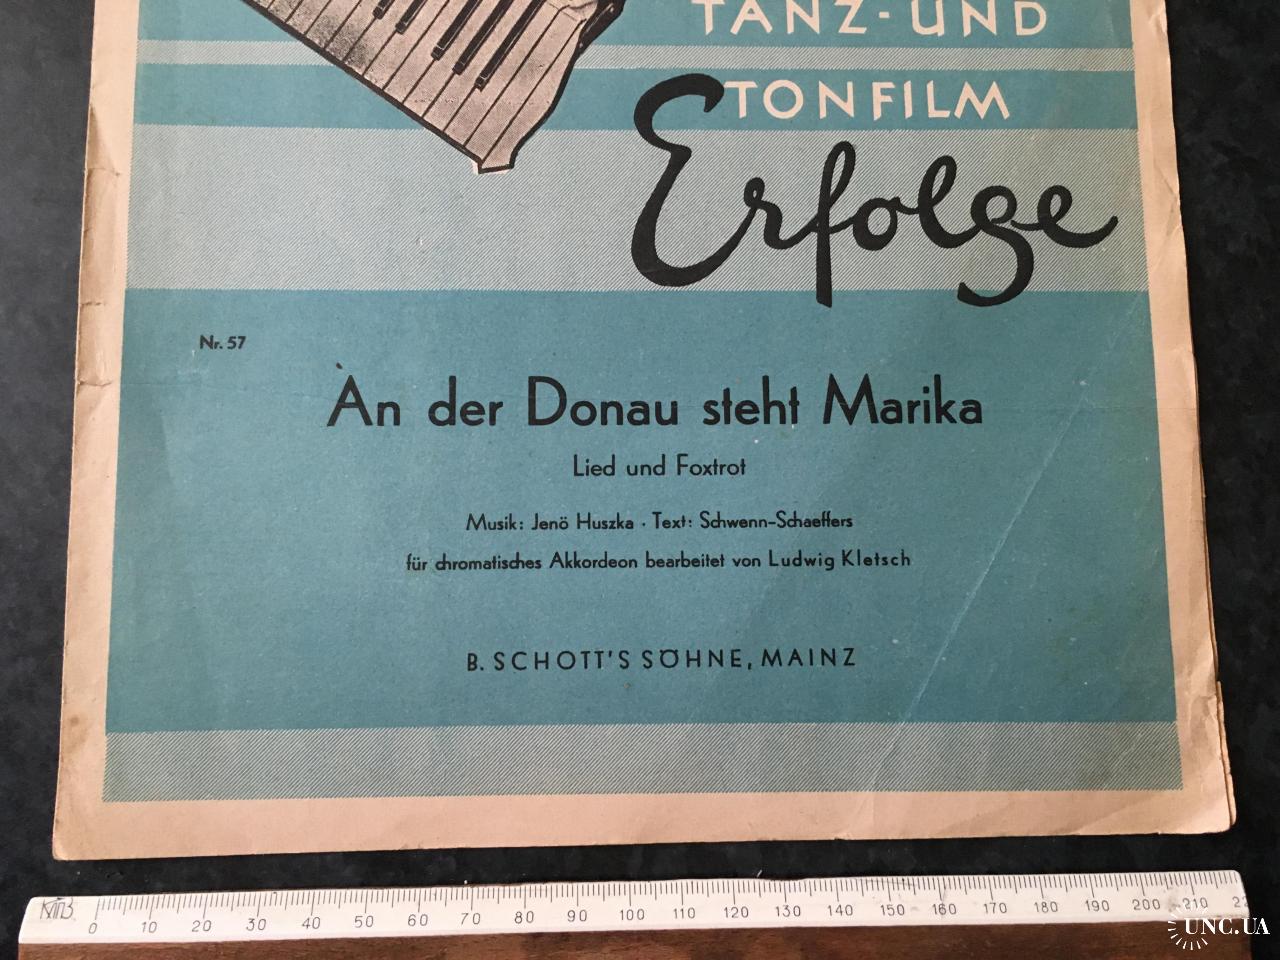 TANZ-UND
TONFILM
Erfolge
Nr. 57
An der Donau steht Marika
Lied und Foxtrot
Musik: Jenö Huszka · Text: Schwenn-Schaeffers
für chromatisches Akkordeon bearbeitet von Ludwig Kletsch
B. SCHOTT'S SÖHNE, MAINZ
0 10 20 30 40 50 60 70 80 90 100 110 120 130 140 150 160 170 180 190 200 210
UNC.UA